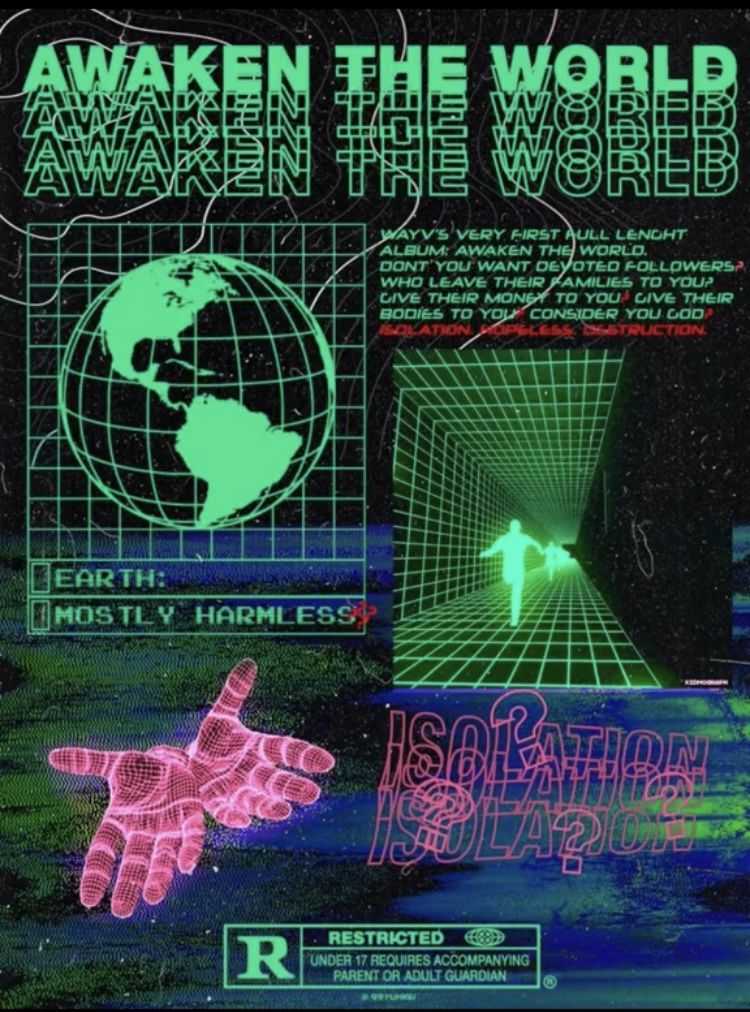 AWAKEN THE WORLD
AWAKEN THE WORLD
AWAKEN THE WORLD
AWAKEN THE WORLD
WAYV'S VERY FIRST FULL LENGHT
ALBUM: AWAKEN THE WORLD.
DONT YOU WANT DEVOTED FOLLOWERS?
WHO LEAVE THEIR FAMILIES TO YOU?
GIVE THEIR MONEY TO YOU? GIVE THEIR
BODIES TO YOU? CONSIDER YOU GOD?
ISOLATION. HOPELESS. DESTRUCTION.
EARTH:
MOSTLY HARMLESS?
KIDMOGRAPH
ISOLATION
ISOLATION
ISOLATION
? ? ? ?
R
RESTRICTED
UNDER 17 REQUIRES ACCOMPANYING
PARENT OR ADULT GUARDIAN
®